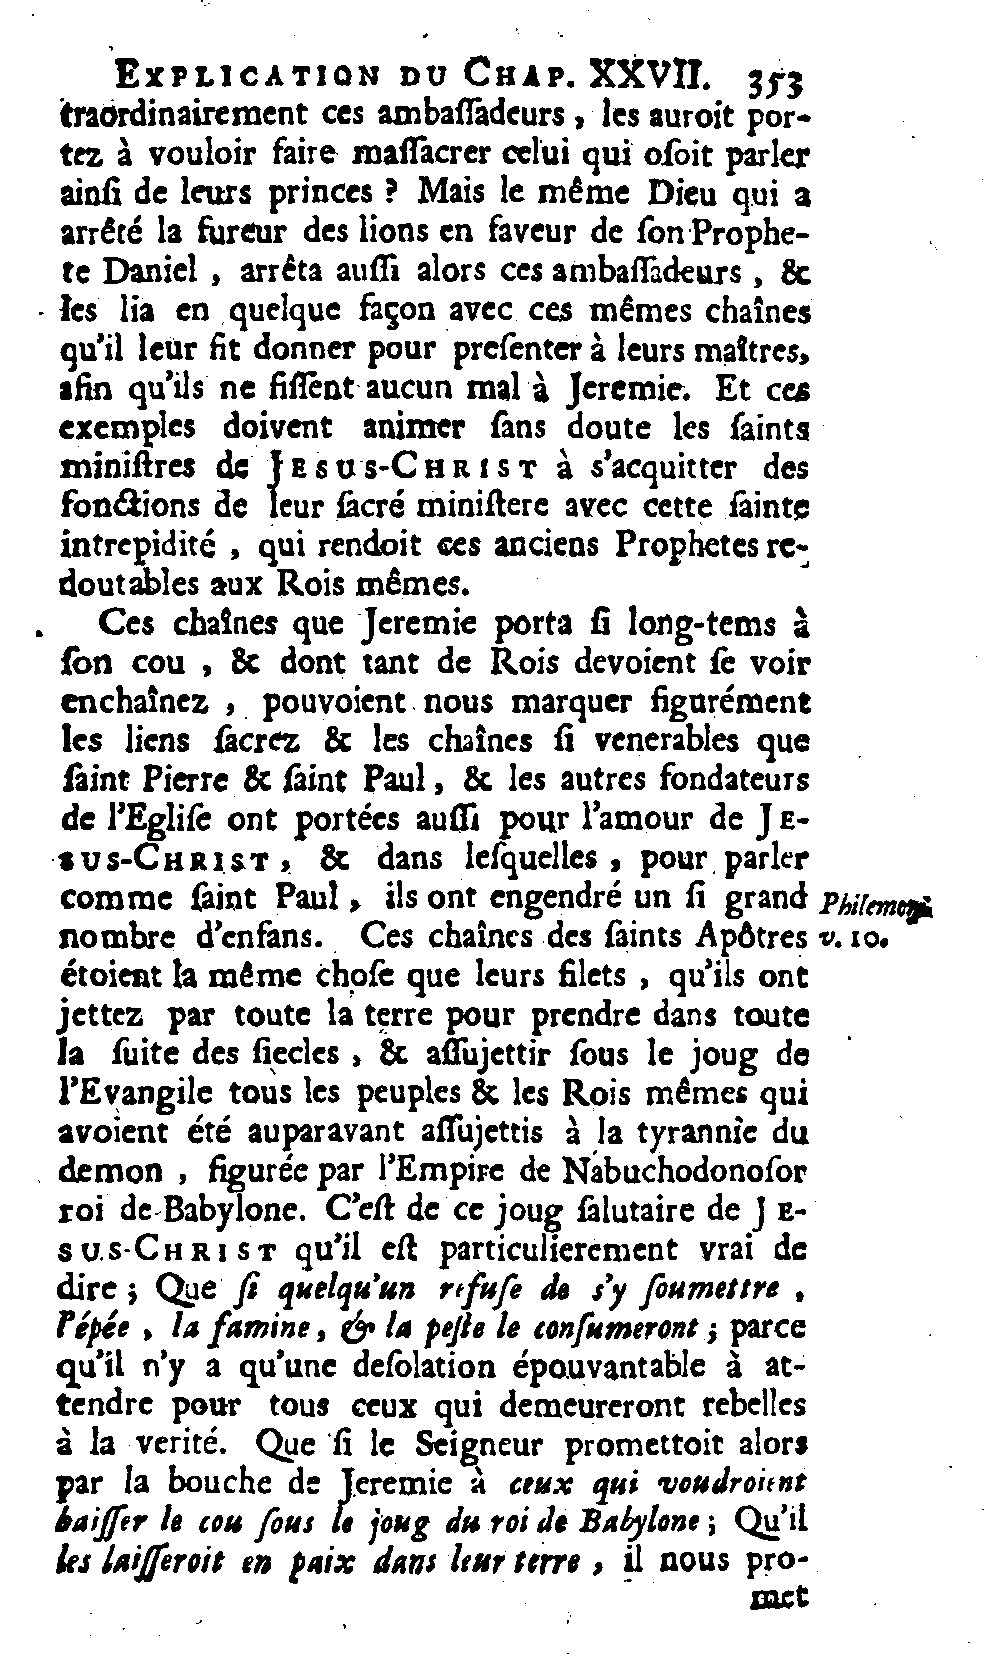 EXPLICATION DU CHAP. XXVII. 353
traordinairement ces ambaſſadeurs, les auroit por-
tez à vouloir faire maſſacrer celui qui oſoit parler
ainſi de leurs princes ? Mais le même Dieu qui a
arrêté la fureur des lions en faveur de ſon Prophe-
te Daniel, arrêta auſſi alors ces ambaſſadeurs, &
les lia en quelque façon avec ces mêmes chaînes
qu'il leur fit donner pour preſenter à leurs maîtres,
afin qu'ils ne fiſſent aucun mal à Jeremie. Et ces
exemples doivent animer ſans doute les ſaints
miniſtres de JESUS-CHRIST à s'acquitter des
fonctions de leur ſacré miniſtere avec cette ſainte
intrepidité, qui rendoit ces anciens Prophetes re-
doutables aux Rois mêmes.
Ces chaînes que Jeremie porta ſi long-tems à
ſon cou, & dont tant de Rois devoient ſe voir
enchaînez, pouvoient nous marquer figurément
les liens ſacrez & les chaînes ſi venerables que
ſaint Pierre & ſaint Paul, & les autres fondateurs
de l'Egliſe ont portées auſſi pour l'amour de JE-
SUS-CHRIST, & dans leſquelles, pour parler
comme ſaint Paul, ils ont engendré un ſi grand Philemon
nombre d'enfans. Ces chaînes des ſaints Apôtres v. 10.
étoient la même choſe que leurs filets, qu'ils ont
jettez par toute la terre pour prendre dans toute
la ſuite des ſiecles, & aſſujettir ſous le joug de
l'Evangile tous les peuples & les Rois mêmes qui
avoient été auparavant aſſujettis à la tyrannie du
demon, figurée par l'Empire de Nabuchodonoſor
roi de Babylone. C'eſt de ce joug ſalutaire de JE-
SUS-CHRIST qu'il eſt particulierement vrai de
dire ; Que ſi quelqu'un refuſe de s'y ſoumettre,
l'épée, la famine, & la peſte le conſumeront ; parce
qu'il n'y a qu'une deſolation épouvantable à at-
tendre pour tous ceux qui demeureront rebelles
à la verité. Que ſi le Seigneur promettoit alors
par la bouche de Jeremie à ceux qui voudroient
baiſſer le cou ſous le joug du roi de Babylone ; Qu'il
les laiſſeroit en paix dans leur terre, il nous pro-
met